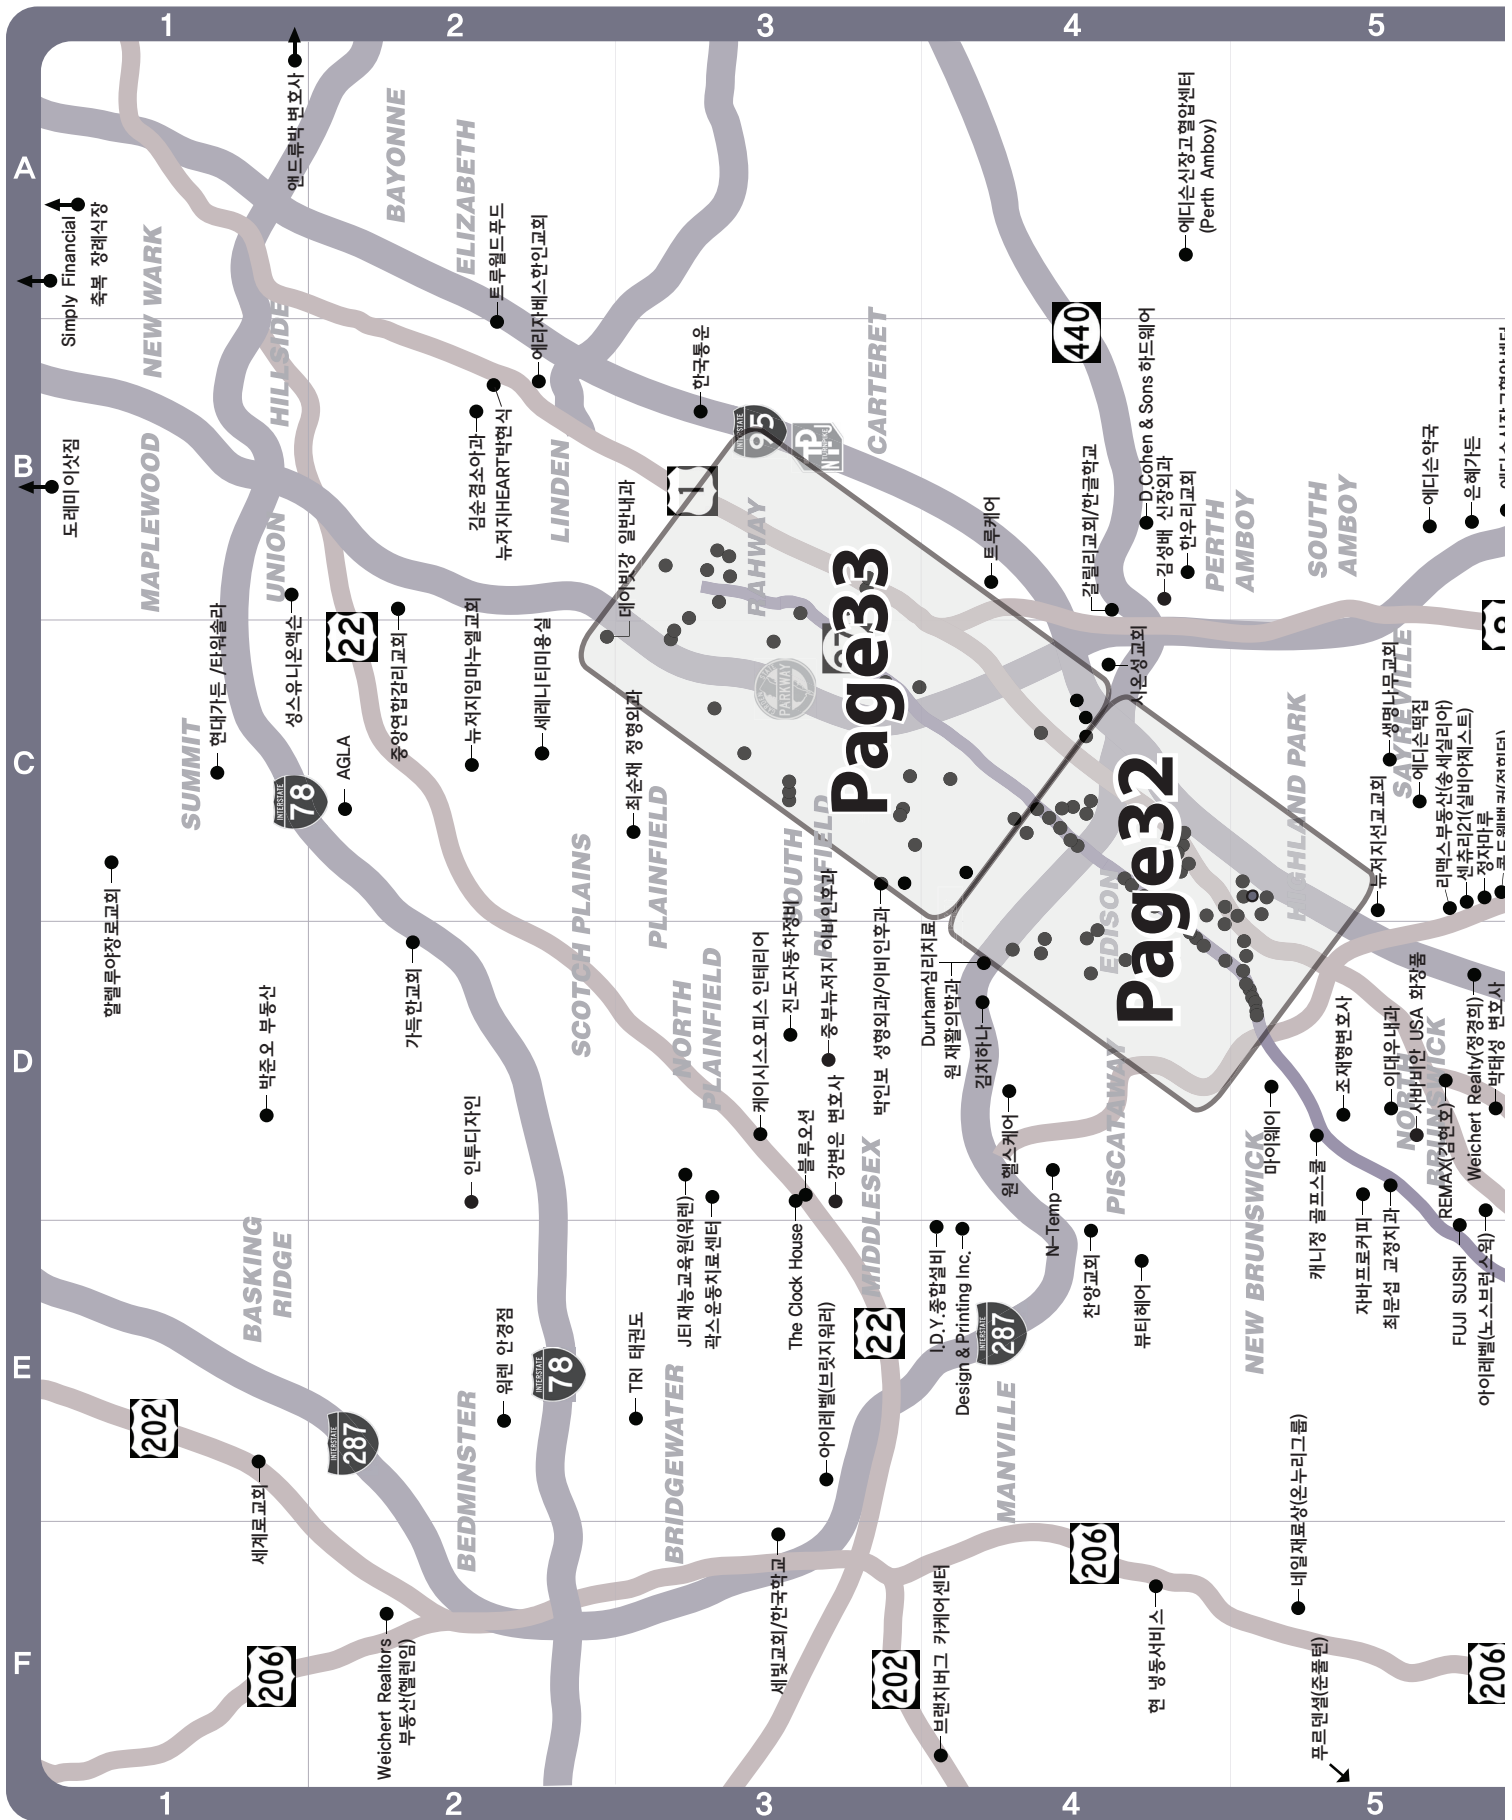 1
2
3
4
5
A
B
C
D
E
F
앤드류박 변호사
Simply Financial
축복 장례식장
도레미이삿짐
NEW WARK
MAPLEWOOD
HILLSIDE
UNION
BAYONNE
ELIZABETH
트루월드푸드
에리자베스한인교회
김순겸소아과
뉴저지HEART박현식
LINDEN
한국통운
INTERSTATE
95
1
CARTERET
RAHWAY
데이빗강 일반내과
440
에디슨신장고혈압센터
(Perth Amboy)
D.Cohen & Sons 하드웨어
갈릴리교회/한글학교
김성배 신장외과
한우리교회
트루케어
PERTH
AMBOY
SOUTH
AMBOY
에디슨약국
은혜가든
9
현대가든 /타워솔라
성스유니온액슨
22
중앙연합감리교회
뉴저지임마누엘교회
세레니티미용실
최순채 정형외과
SUMMIT
INTERSTATE
78
AGLA
할렐루야장로교회
가득한교회
SCOTCH PLAINS
PLAINFIELD
SOUTH
PLAINFIELD
PARKWAY
Page33
Page32
시온성교회
생명나무교회
SAYREVILLE
에디슨떡집
뉴저지선교교회
리맥스부동산(송세실리아)
센츄리21(실비아제스트)
정자마루
HIGHLAND PARK
EDISON
박준오 부동산
인투디자인
NORTH
PLAINFIELD
케이시스오피스 인테리어
진도자동차정비
중부뉴저지 이비인후과
박인보 성형외과/이비인후과
Durham심리치료
원 재활의학과
김치하나
블루오션
강변은 변호사
원헬스케어
PISCATAWAY
마이웨이
조재형변호사
이대우내과
사바비안 USA 화장품
Weichert Realty(정경희)
박태성 변호사
NORTH
BRUNSWICK
REMAX(김현호)
캐니정 골프스쿨
자바프로커피
최문섭 교정치과
FUJI SUSHI
아이레벨(노스브런스윅)
NEW BRUNSWICK
BASKING
RIDGE
JEI재능교육원(워렌)
곽스운동치료센터
The Clock House
MIDDLESEX
아이레벨(브릿지워러)
22
I.D.Y.종합설비
Design & Printing Inc.
N-Temp
찬양교회
뷰티헤어
INTERSTATE
287
워렌 안경점
INTERSTATE
78
TRI 태권도
202
INTERSTATE
287
세계로교회
BEDMINSTER
BRIDGEWATER
MANVILLE
세빛교회/한국학교
206
네일재료상(온누리그룹)
206
Weichert Realtors
부동산(헬렌임)
202
브랜치버그 카케어센터
현 냉동서비스
푸르덴셜(준풀턴)
206
1
2
3
4
5